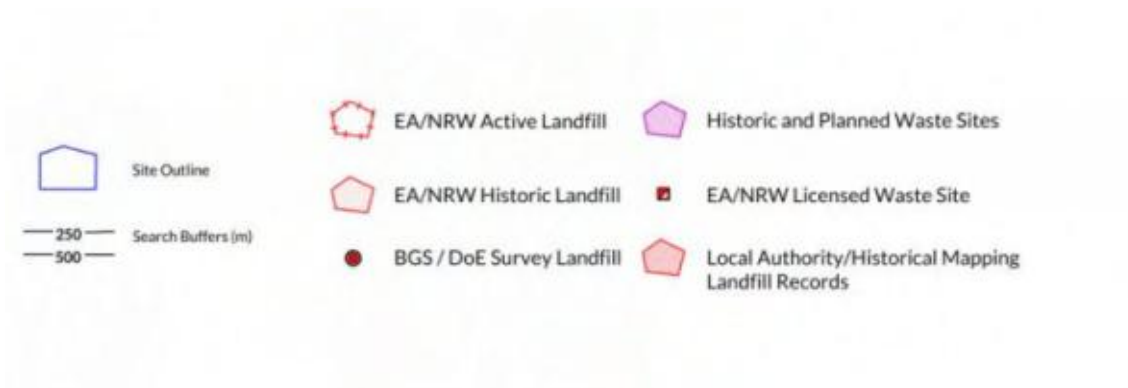 Site Outline
250
500
Search Buffers (m)
EA/NRW Active Landfill
EA/NRW Historic Landfill
BGS / DoE Survey Landfill
Historic and Planned Waste Sites
EA/NRW Licensed Waste Site
Local Authority/Historical Mapping
Landfill Records